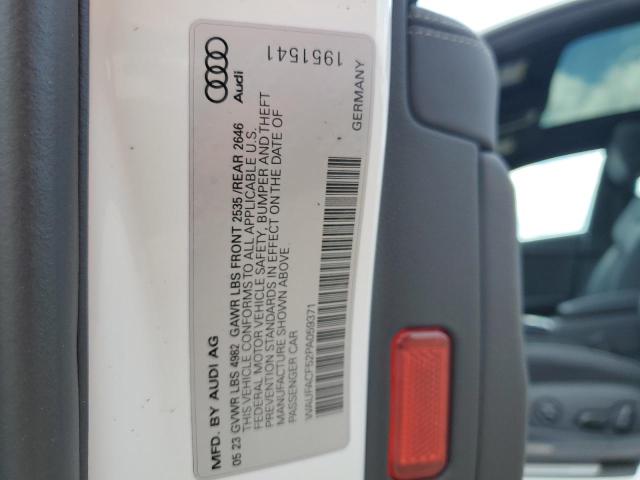 Audi
MFD. BY AUDI AG
05 23 GVWR LBS 4982 GAWR LBS FRONT 2535 /REAR 2646
THIS VEHICLE CONFORMS TO ALL APPLICABLE U.S.
FEDERAL MOTOR VEHICLE SAFETY, BUMPER AND THEFT
PREVENTION STANDARDS IN EFFECT ON THE DATE OF
MANUFACTURE SHOWN ABOVE.
PASSENGER CAR
WAUFACF52PA059371
GERMANY
1951541